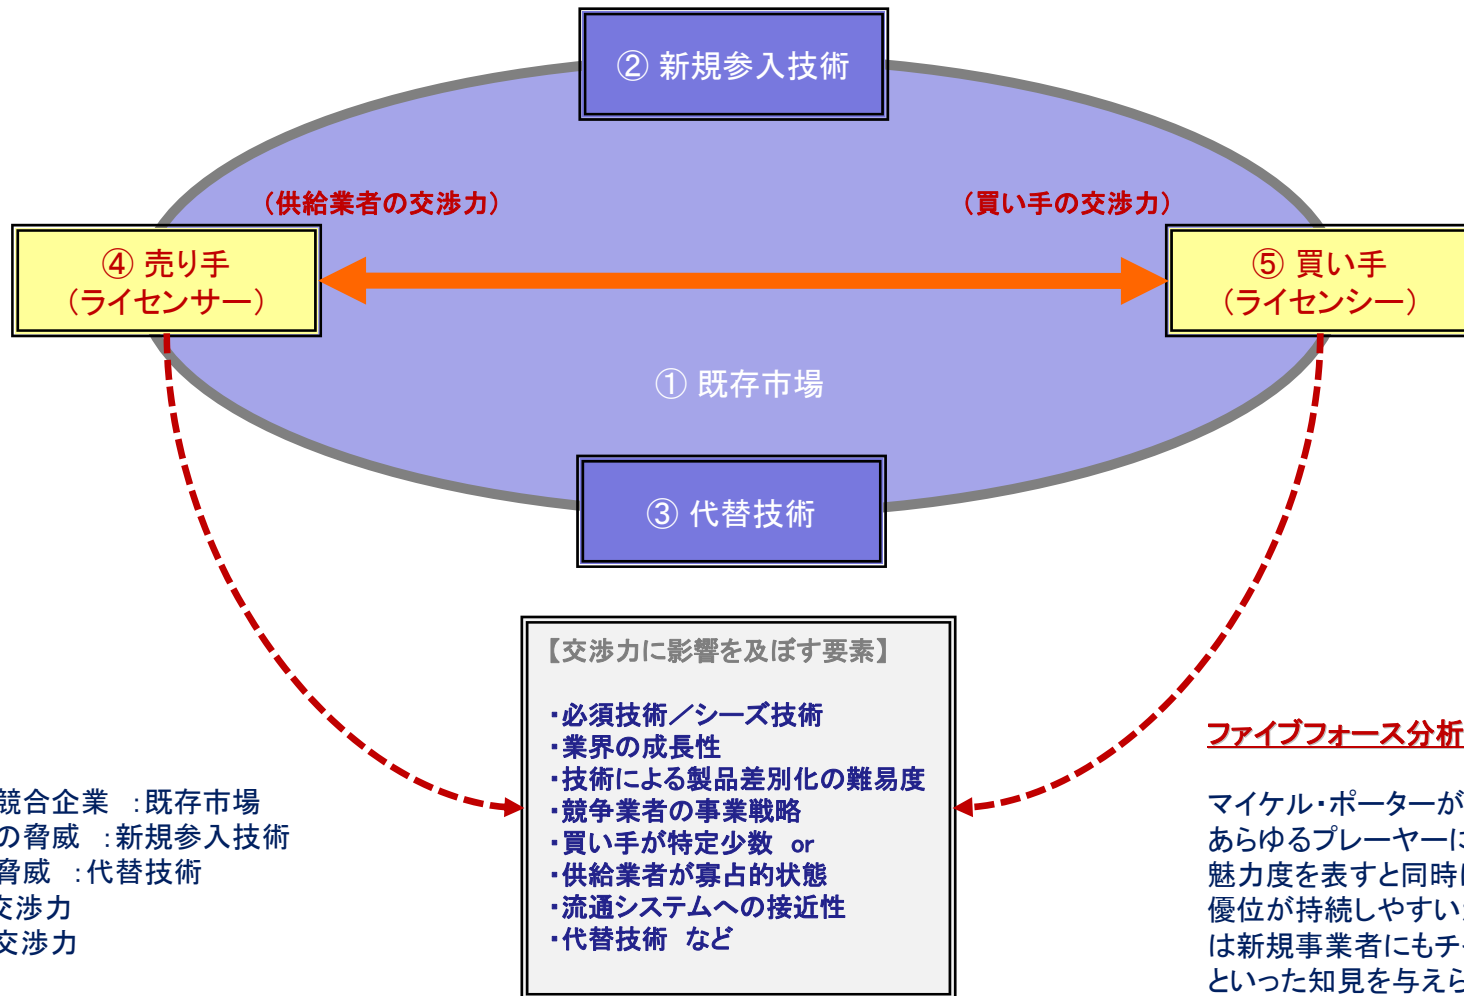 ② 新規参入技術
（供給業者の交渉力）
（買い手の交渉力）
④ 売り手
（ライセンサー）
⑤ 買い手
（ライセンシー）
① 既存市場
③ 代替技術
【交渉力に影響を及ぼす要素】
・必須技術／シーズ技術
・業界の成長性
・技術による製品差別化の難易度
・競争業者の事業戦略
・買い手が特定少数 or
・供給業者が寡占的状態
・流通システムへの接近性
・代替技術 など
競合企業 ：既存市場
の脅威 ：新規参入技術
脅威 ：代替技術
交渉力
交渉力
ファイブフォース分析
マイケル・ポーターが
あらゆるプレーヤーに
魅力度を表すと同時に
優位が持続しやすい
は新規事業者にもチ
といった知見を与えら